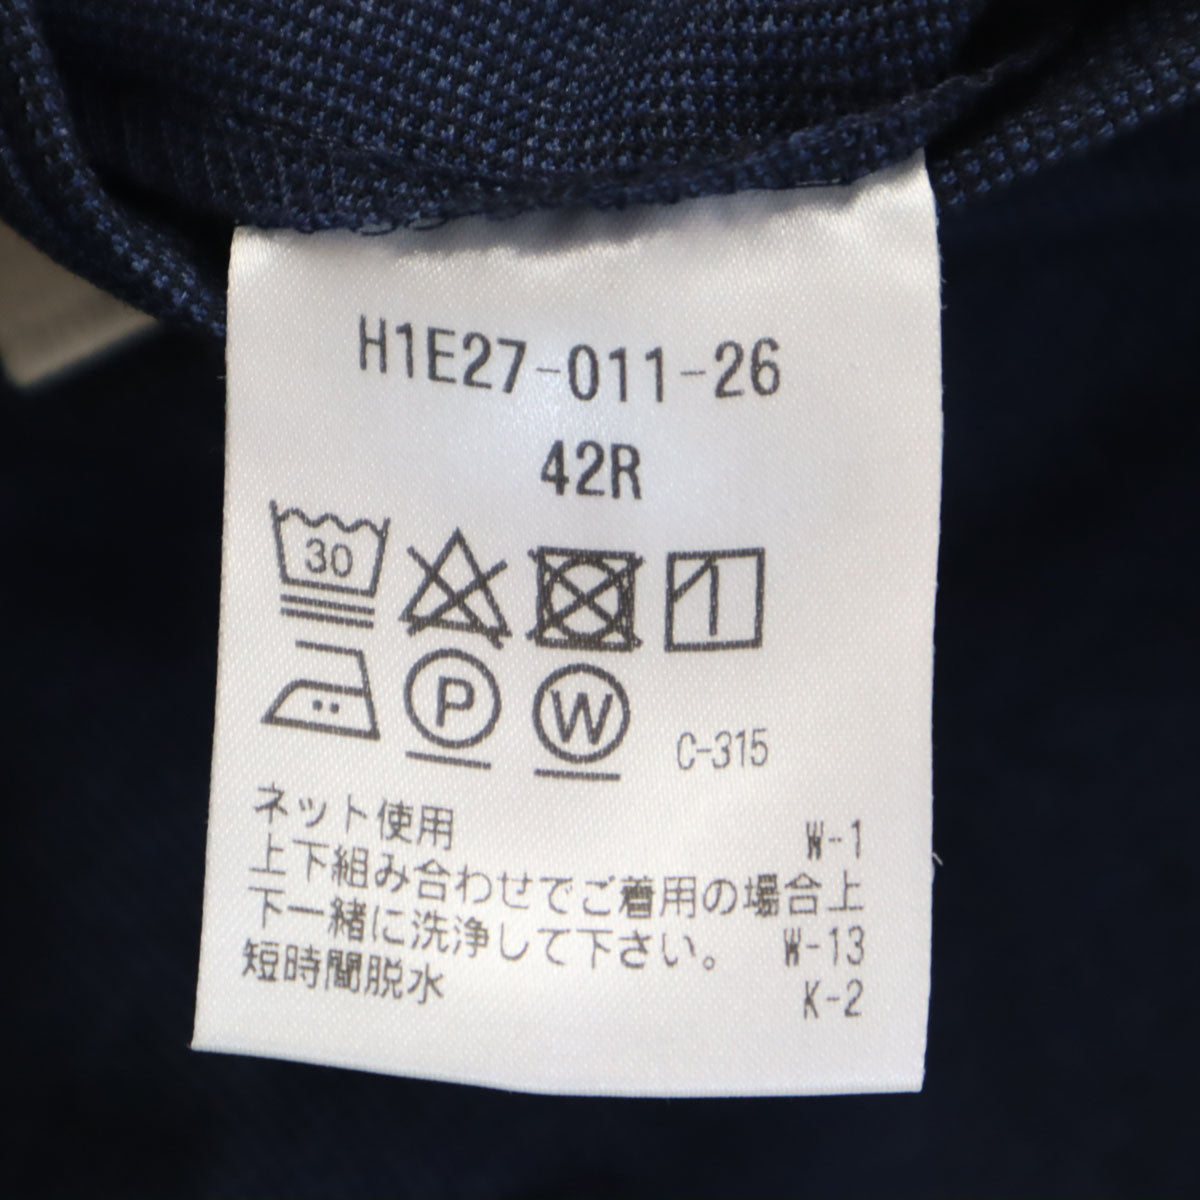 H1E27-011-26
42R
30
P W C-315
ネット使用 W-1
上下組み合わせでご着用の場合上
下一緒に洗浄して下さい。 W-13
短時間脱水 K-2